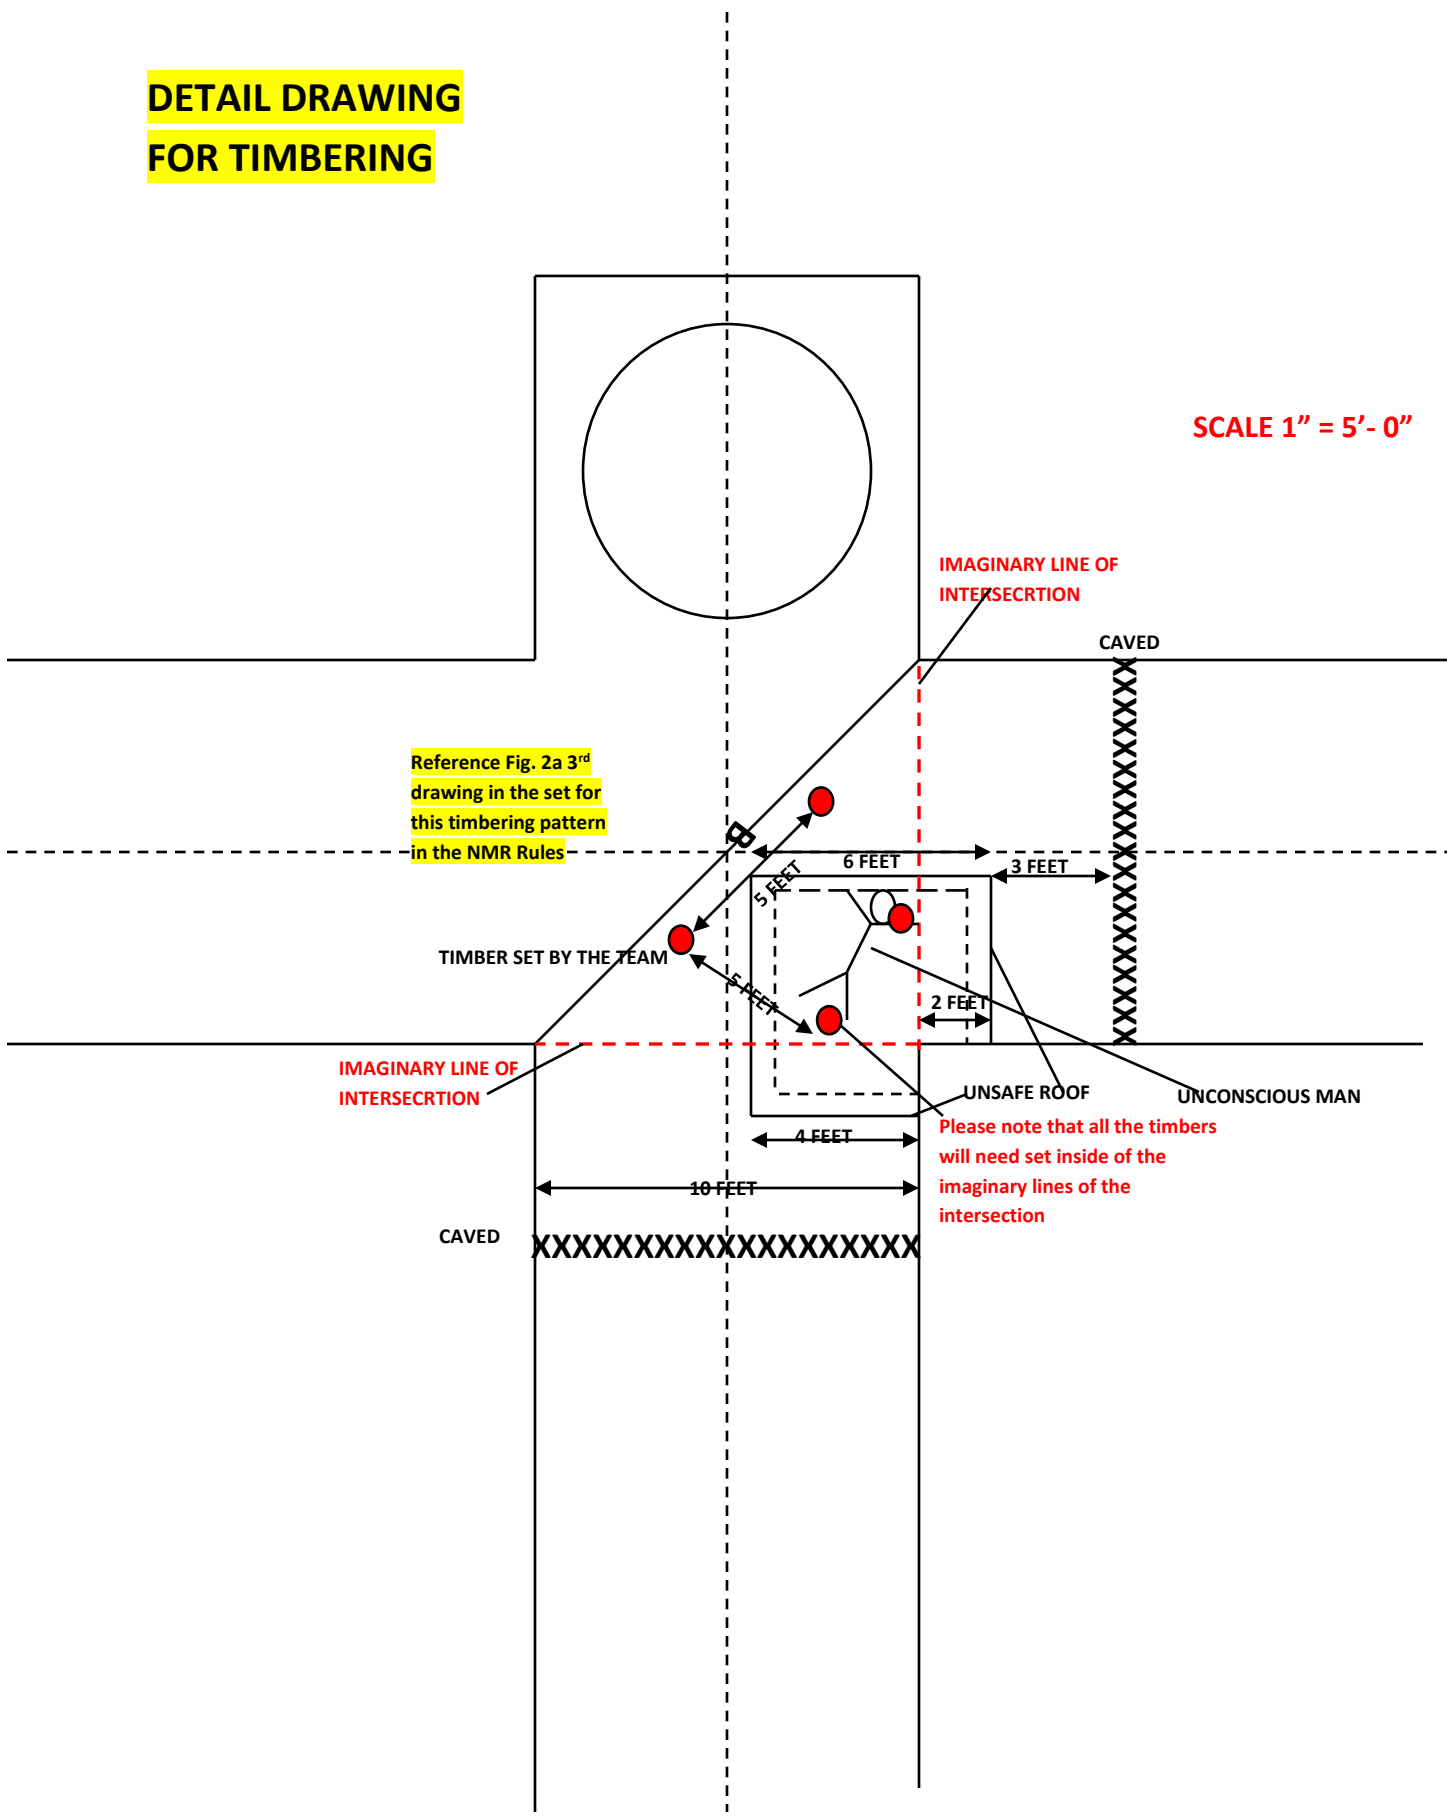 DETAIL DRAWING
FOR TIMBERING
SCALE 1” = 5’- 0”
IMAGINARY LINE OF
INTERSECRTION
CAVED
XXXXXXXXXXXXXXXXXXX
Reference Fig. 2a 3rd
drawing in the set for
this timbering pattern
in the NMR Rules
B
6 FEET
3 FEET
5 FEET
TIMBER SET BY THE TEAM
5 FEET
2 FEET
IMAGINARY LINE OF
INTERSECRTION
UNSAFE ROOF
UNCONSCIOUS MAN
Please note that all the timbers
will need set inside of the
imaginary lines of the
intersection
4 FEET
10 FEET
CAVED
XXXXXXXXXXXXXXXXXXX